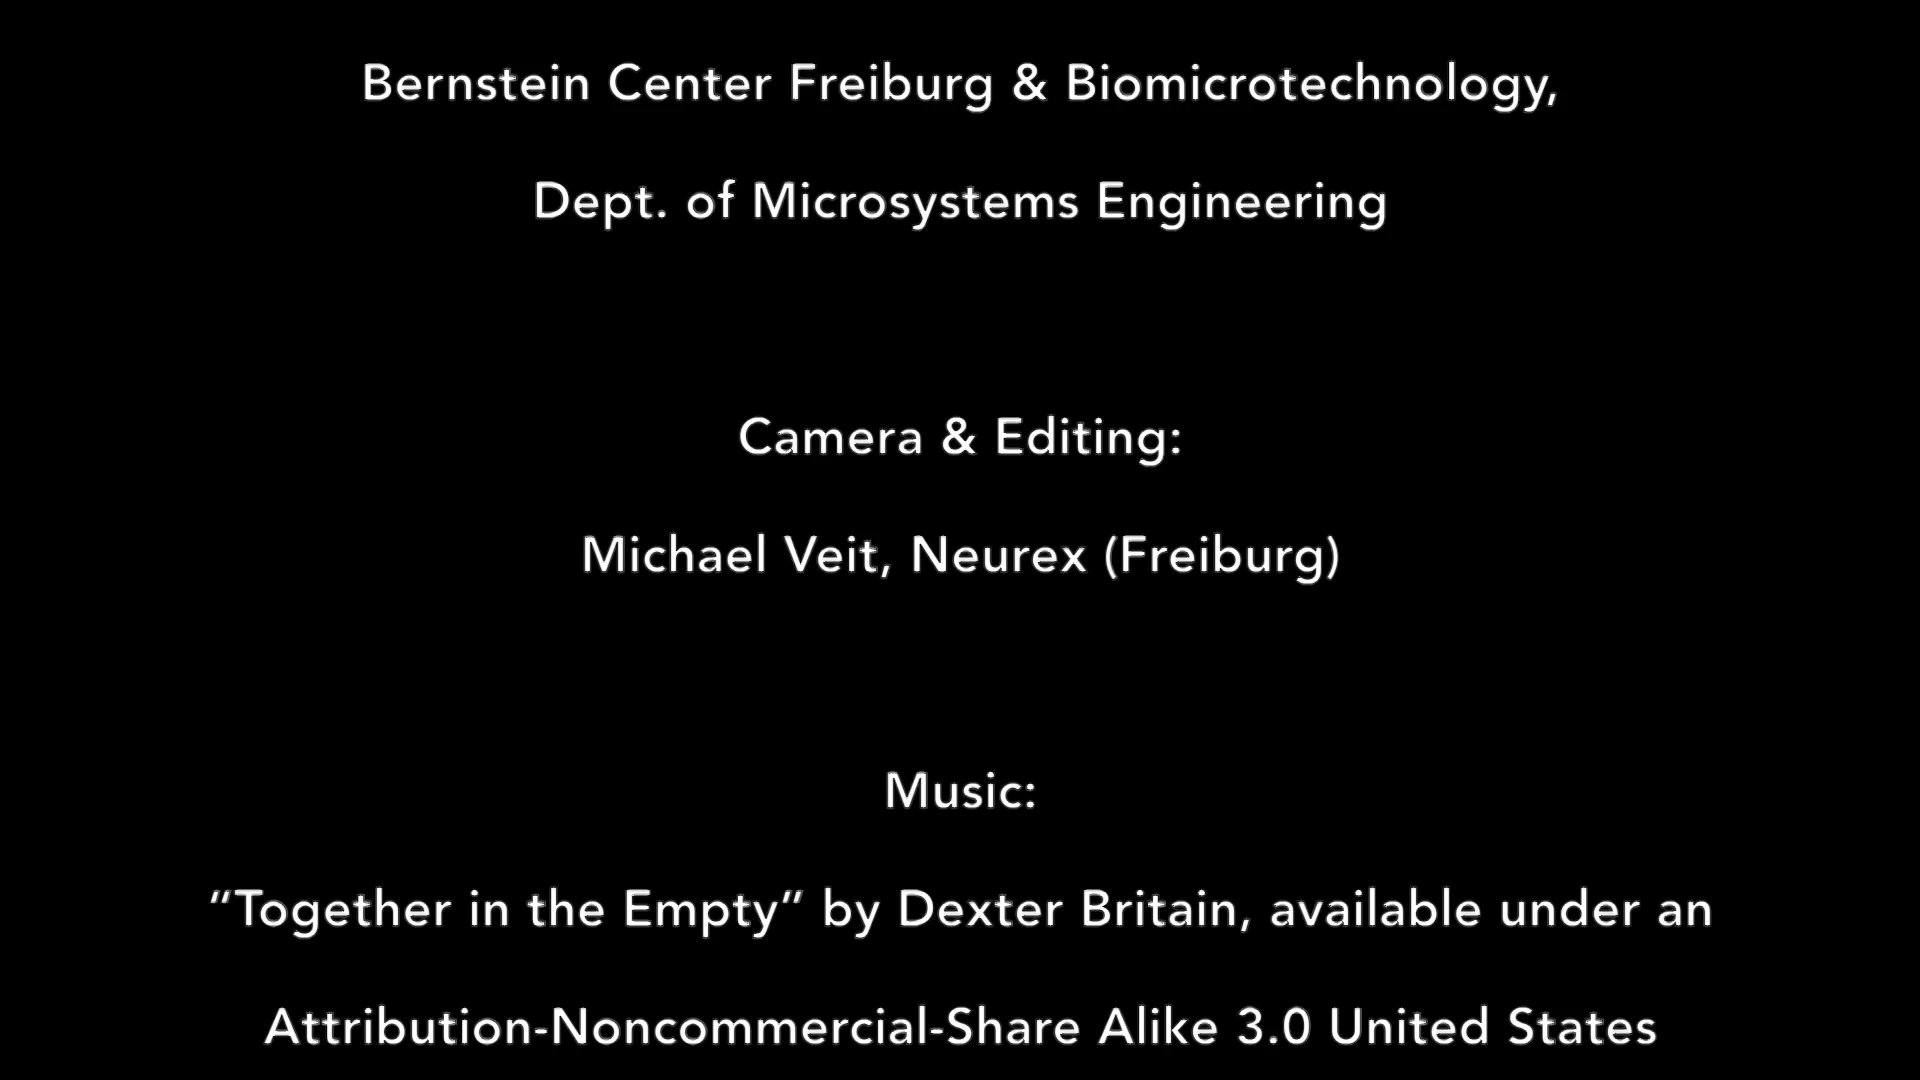 Bernstein Center Freiburg & Biomicrotechnology,
Dept. of Microsystems Engineering
Camera & Editing:
Michael Veit, Neurex (Freiburg)
Music:
“Together in the Empty” by Dexter Britain, available under an
Attribution-Noncommercial-Share Alike 3.0 United States